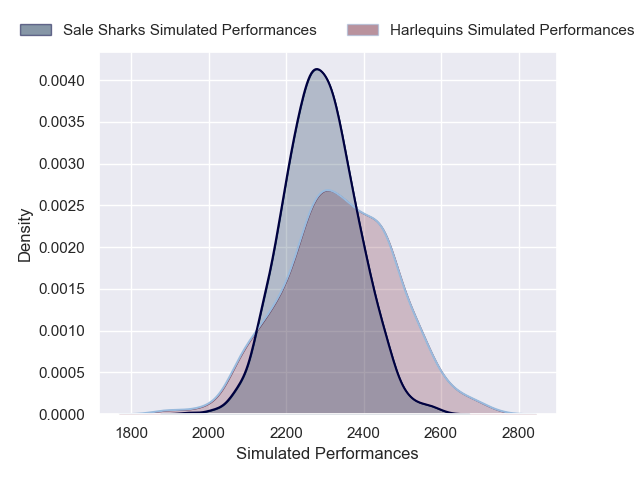 Sale Sharks Simulated Performances Harlequins Simulated Performances
0.0040
0.0035
0.0030
0.0025
0.0020
0.0015
0.0010
0.0005
0.0000
Density
1800 2000 2200 2400 2600 2800
Simulated Performances